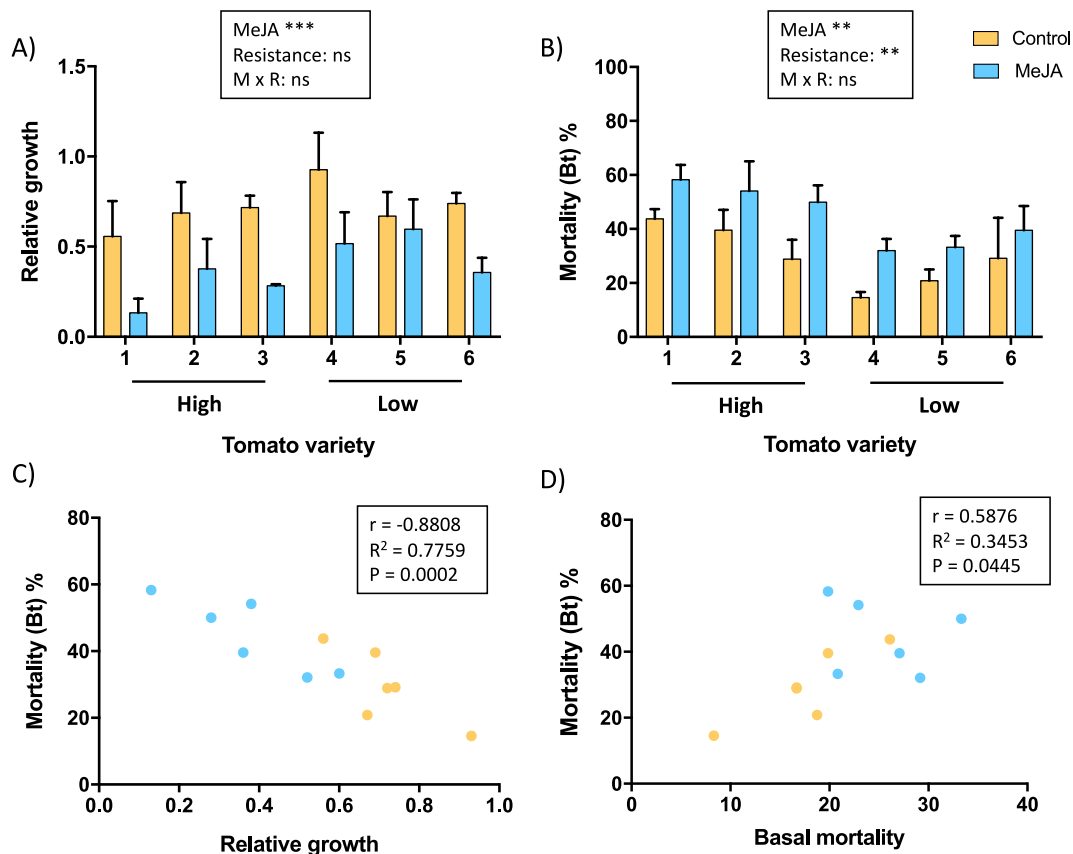 A)
MeJA ***
Resistance: ns
M x R: ns
Relative growth
1.5
1.0
0.5
0.0
1 2 3 4 5 6
High Low
Tomato variety
B)
MeJA **
Resistance: **
M x R: ns
Control
MeJA
Mortality (Bt) %
100
80
60
40
20
0
1 2 3 4 5 6
High Low
Tomato variety
C)
r = -0.8808
R² = 0.7759
P = 0.0002
Mortality (Bt) %
80
60
40
20
0
0.0 0.2 0.4 0.6 0.8 1.0
Relative growth
D)
r = 0.5876
R² = 0.3453
P = 0.0445
Mortality (Bt) %
80
60
40
20
0
0 10 20 30 40
Basal mortality